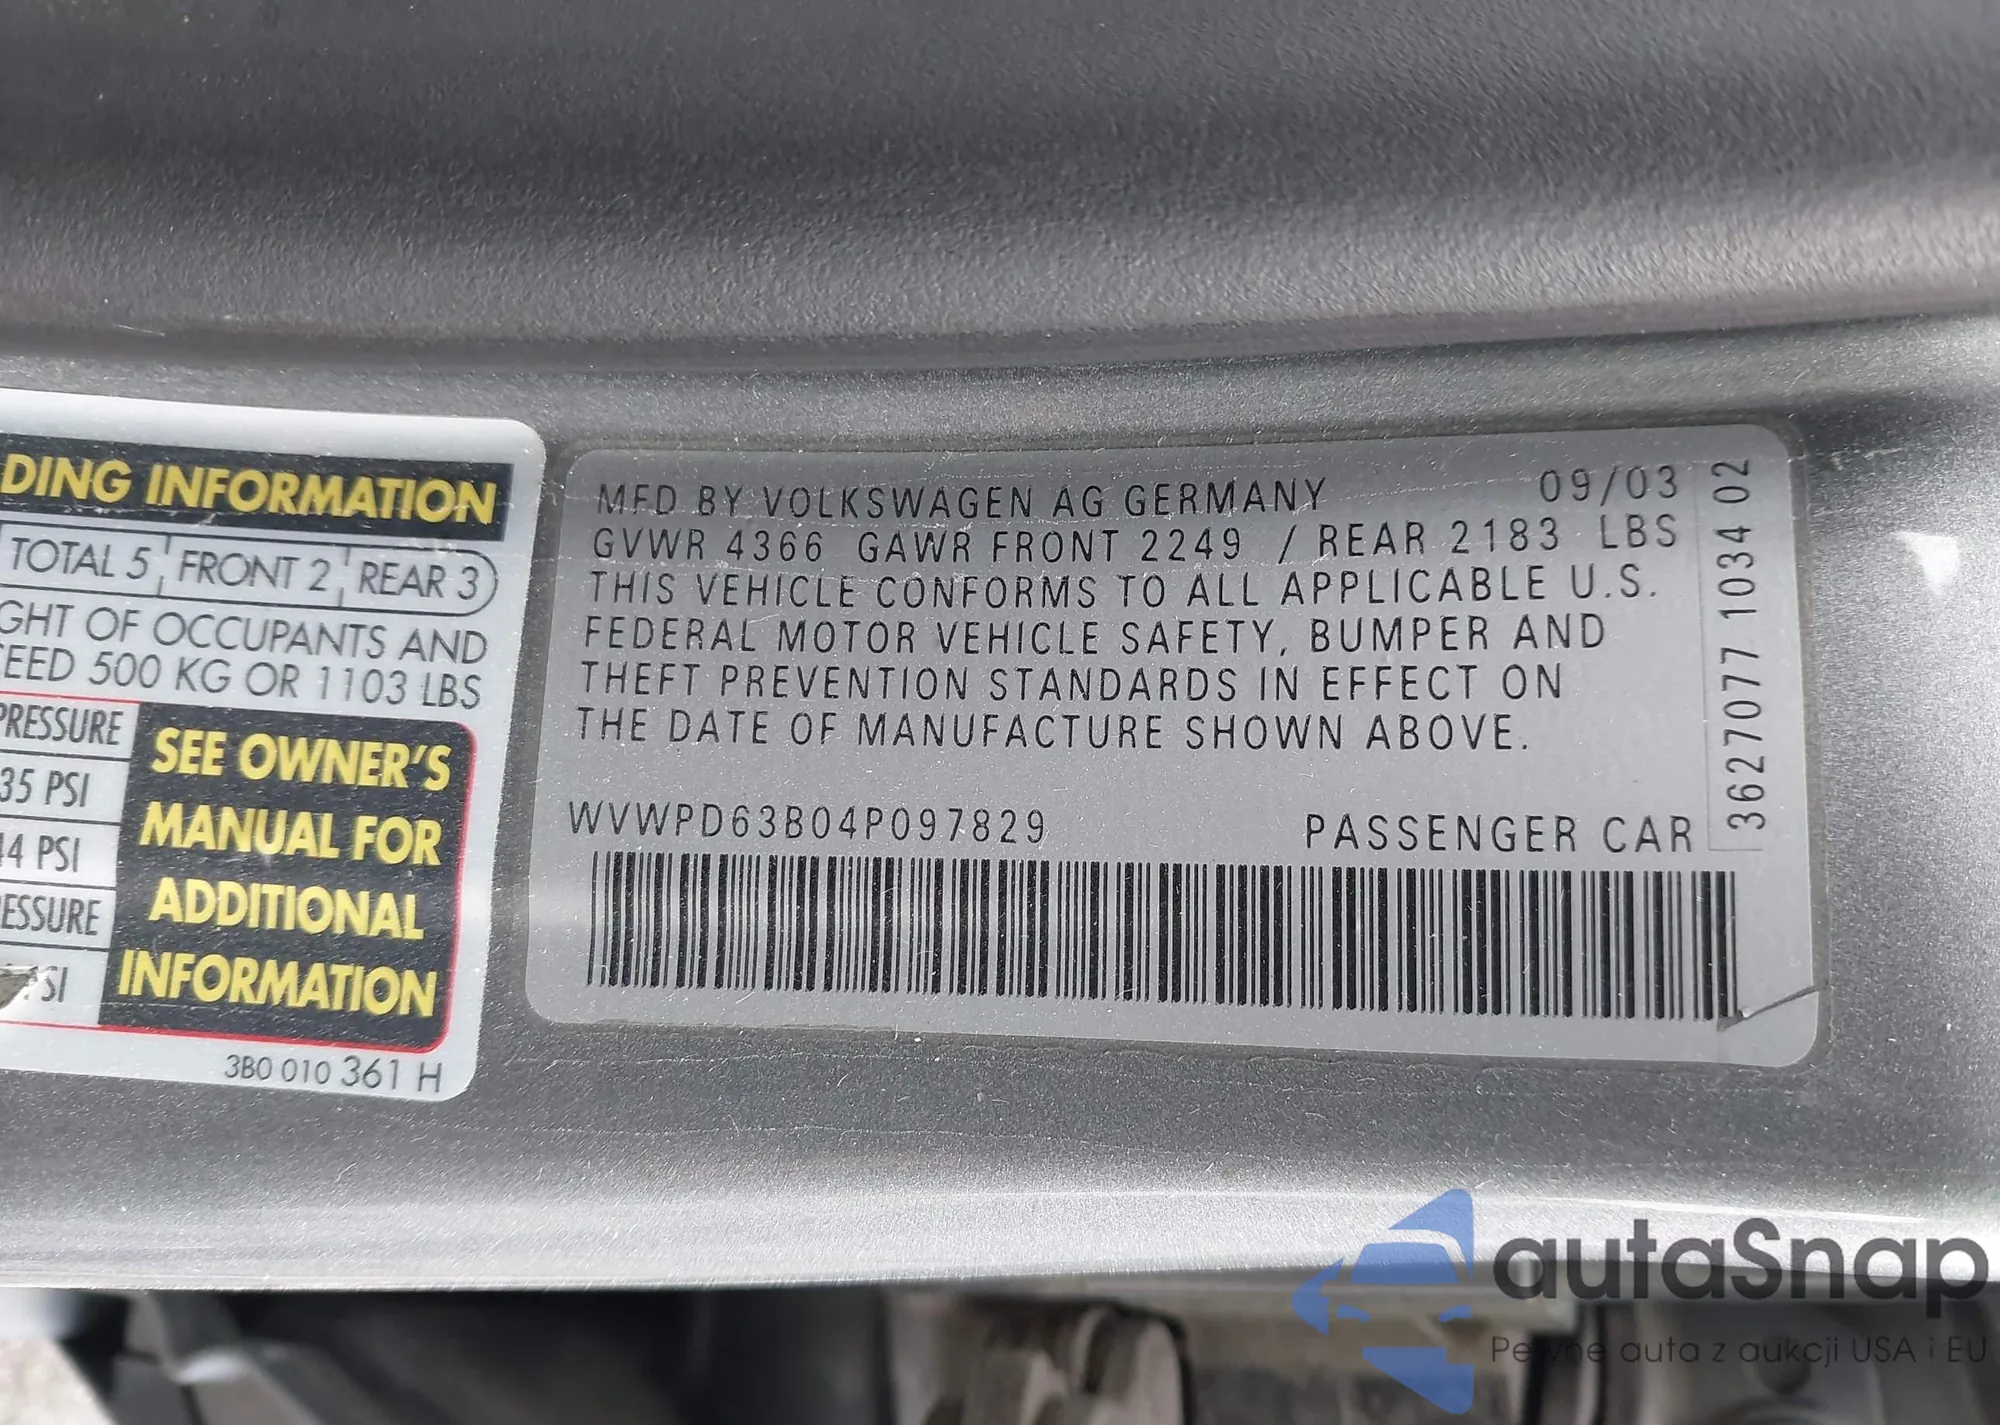 DING INFORMATION
TOTAL 5 FRONT 2 REAR 3
GHT OF OCCUPANTS AND
EED 500 KG OR 1103 LBS
PRESSURE
35 PSI
44 PSI
ESSURE
SI
SEE OWNER'S
MANUAL FOR
ADDITIONAL
INFORMATION
3B0 010 361 H
MFD BY VOLKSWAGEN AG GERMANY 09/03
GVWR 4366 GAWR FRONT 2249 / REAR 2183 LBS
THIS VEHICLE CONFORMS TO ALL APPLICABLE U.S.
FEDERAL MOTOR VEHICLE SAFETY, BUMPER AND
THEFT PREVENTION STANDARDS IN EFFECT ON
THE DATE OF MANUFACTURE SHOWN ABOVE.
WVWPD63B04P097829 PASSENGER CAR
3627077 1034 02
autaSnap
Pewne auta z aukcji USA i EU